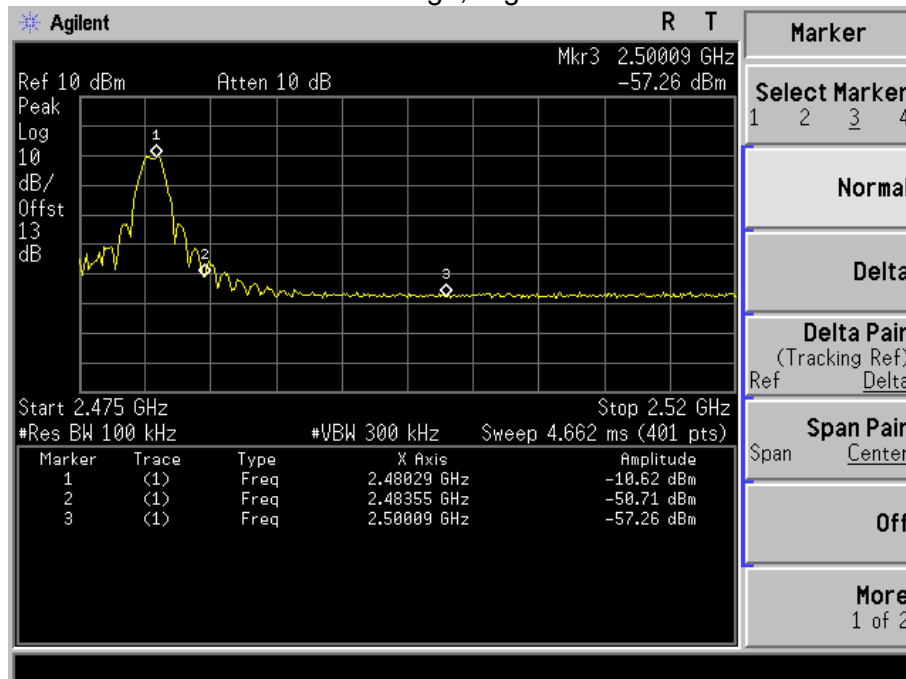 Agilent R T
Mkr3 2.50009 GHz
Ref 10 dBm Atten 10 dB -57.26 dBm
Peak
Log
10
dB/
Offst
13
dB
1
2
3
Start 2.475 GHz Stop 2.52 GHz
#Res BW 100 kHz #VBW 300 kHz Sweep 4.662 ms (401 pts)
Marker Trace Type X Axis Amplitude
1 (1) Freq 2.48029 GHz -10.62 dBm
2 (1) Freq 2.48355 GHz -50.71 dBm
3 (1) Freq 2.50009 GHz -57.26 dBm
Marker
Select Marker
1 2 3 4
Normal
Delta
Delta Pair
(Tracking Ref)
Ref Delta
Span Pair
Span Center
Off
More
1 of 2